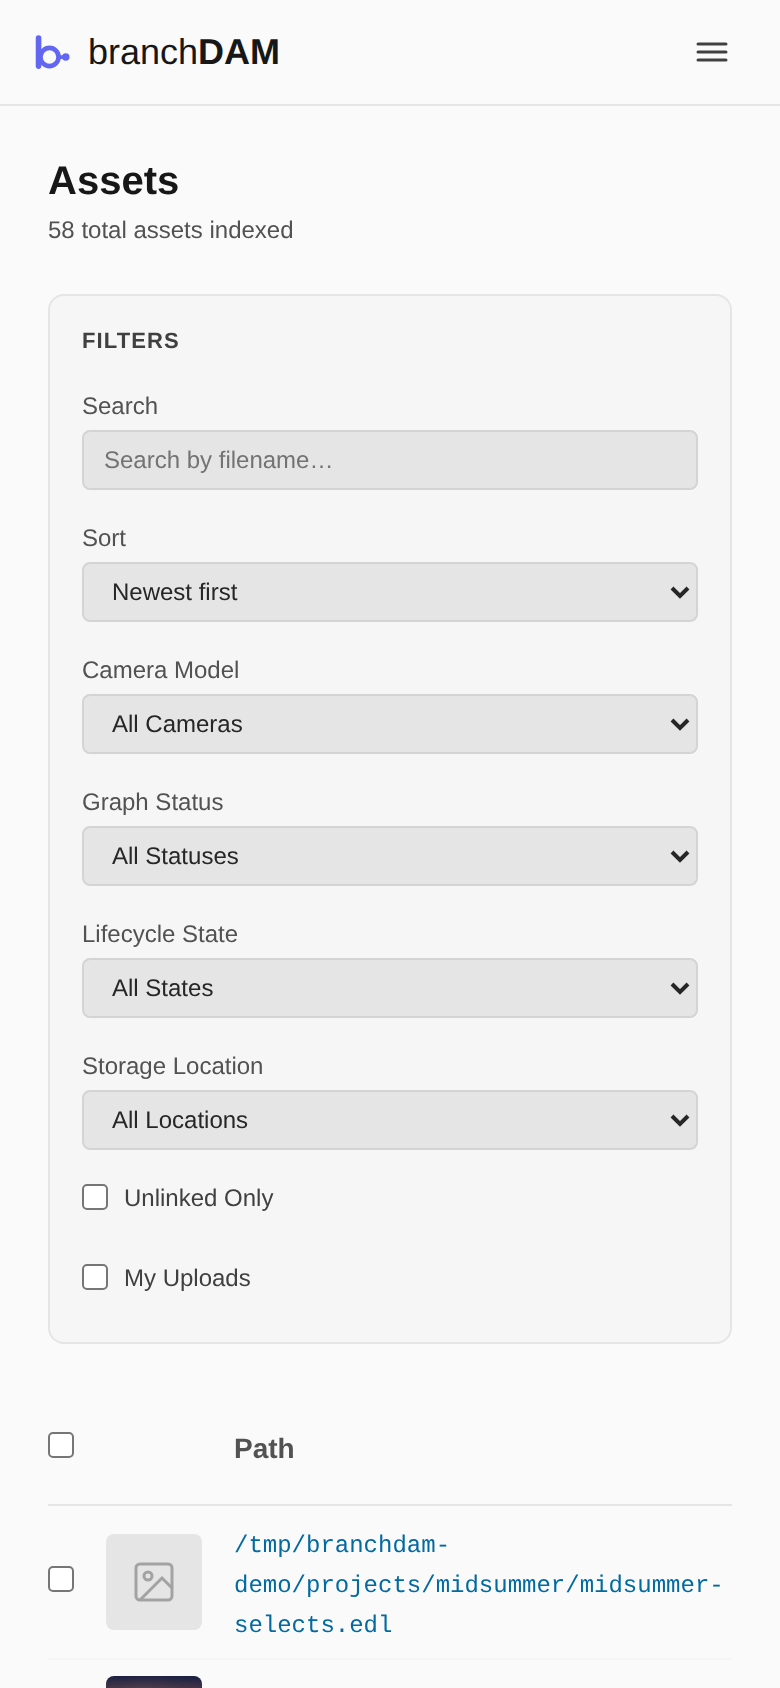 branchDAM
Assets
58 total assets indexed
FILTERS
Search
Search by filename…
Sort
Newest first
Camera Model
All Cameras
Graph Status
All Statuses
Lifecycle State
All States
Storage Location
All Locations
Unlinked Only
My Uploads
Path
/tmp/branchdam-
demo/projects/midsummer/midsummer-
selects.edl